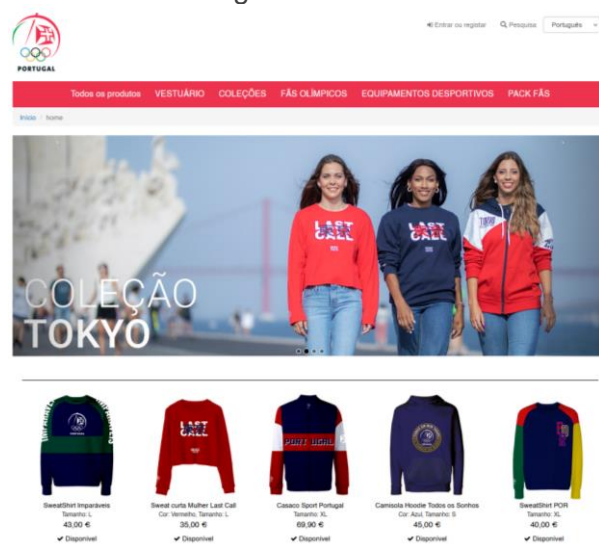 PORTUGAL
Entrar ou registar
Pesquisa
Português
Todos os produtos VESTUÁRIO COLEÇÕES FÃS OLÍMPICOS EQUIPAMENTOS DESPORTIVOS PACK FÃS
Início / home
LAST CALL
LAST CALL
TOKYO
COLEÇÃO
TOKYO
PORTUGAL
LAST CALL
PORTUGAL
SweatShirt Imparáveis
Tamanho: L
43,00 €
Disponível
Sweat curta Mulher Last Call
Cor: Vermelho, Tamanho: L
35,00 €
Disponível
Casaco Sport Portugal
Tamanho: XL
69,90 €
Disponível
Camisola Hoodie Todos os Sonhos
Cor: Azul, Tamanho: S
45,00 €
Disponível
SweatShirt POR
Tamanho: XL
40,00 €
Disponível